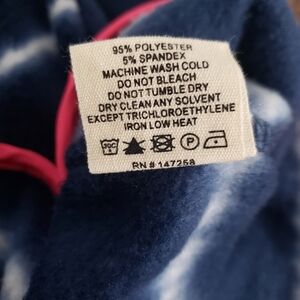 95% POLYESTER
5% SPANDEX
MACHINE WASH COLD
DO NOT BLEACH
DO NOT TUMBLE DRY
DRY CLEAN ANY SOLVENT
EXCEPT TRICHLOROETHYLENE
IRON LOW HEAT
30C P
RN # 147258